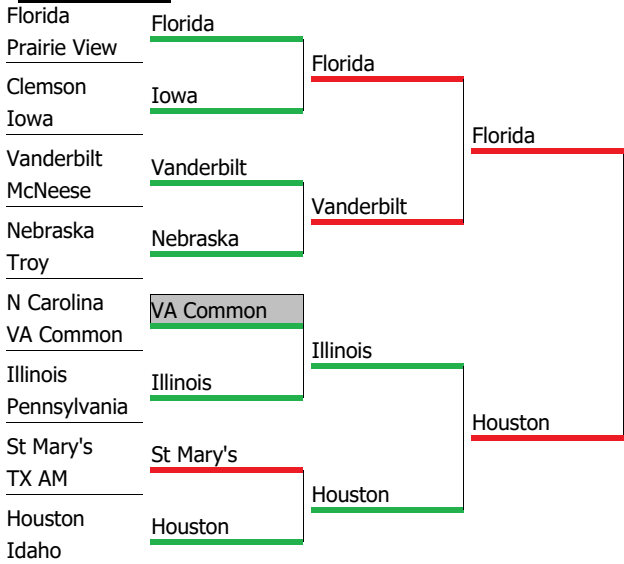 Florida
Prairie View
Clemson
Iowa
Vanderbilt
McNeese
Nebraska
Troy
N Carolina
VA Common
Illinois
Pennsylvania
St Mary's
TX AM
Houston
Idaho
Florida
Iowa
Vanderbilt
Nebraska
VA Common
Illinois
St Mary's
Houston
Florida
Vanderbilt
Illinois
Houston
Florida
Houston